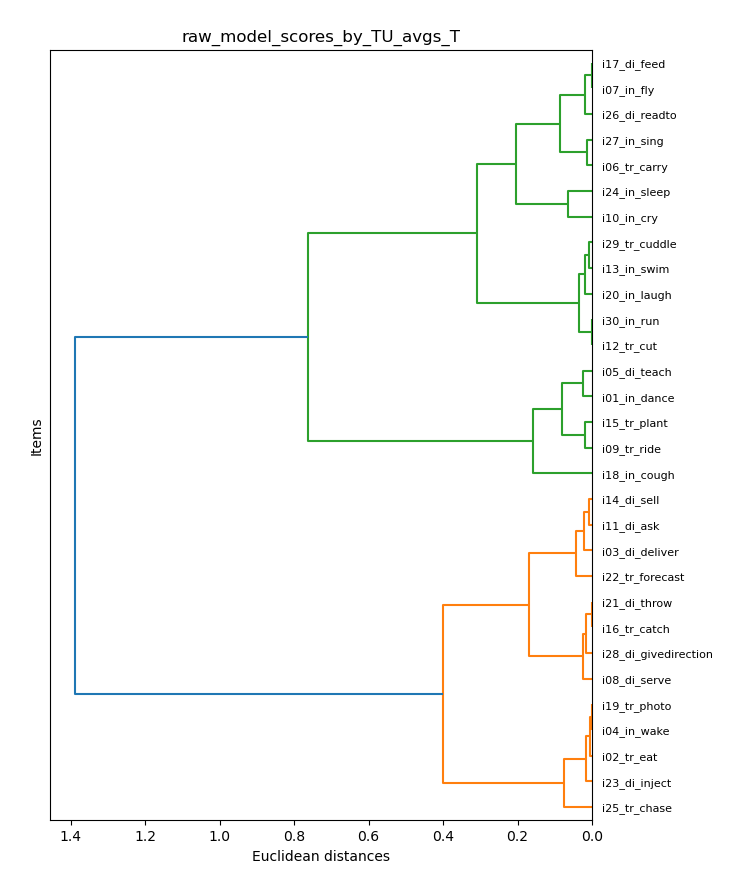 raw_model_scores_by_TU_avgs_T
i17_di_feed
i07_in_fly
i26_di_readto
i27_in_sing
i06_tr_carry
i24_in_sleep
i10_in_cry
i29_tr_cuddle
i13_in_swim
i20_in_laugh
i30_in_run
i12_tr_cut
i05_di_teach
i01_in_dance
i15_tr_plant
i09_tr_ride
i18_in_cough
i14_di_sell
i11_di_ask
i03_di_deliver
i22_tr_forecast
i21_di_throw
i16_tr_catch
i28_di_givedirection
i08_di_serve
i19_tr_photo
i04_in_wake
i02_tr_eat
i23_di_inject
i25_tr_chase
Items
1.4 1.2 1.0 0.8 0.6 0.4 0.2 0.0
Euclidean distances